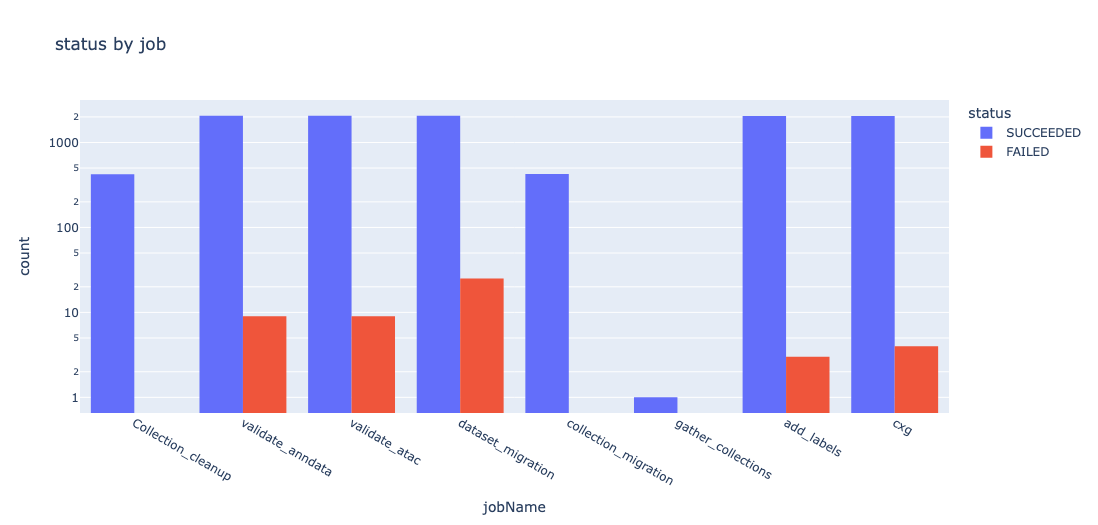 status by job
status
SUCCEEDED
FAILED
count
2
1000
5
2
100
5
2
10
5
2
1
Collection_cleanup
validate_anndata
validate_atac
dataset_migration
collection_migration
gather_collections
add_labels
cxg
jobName